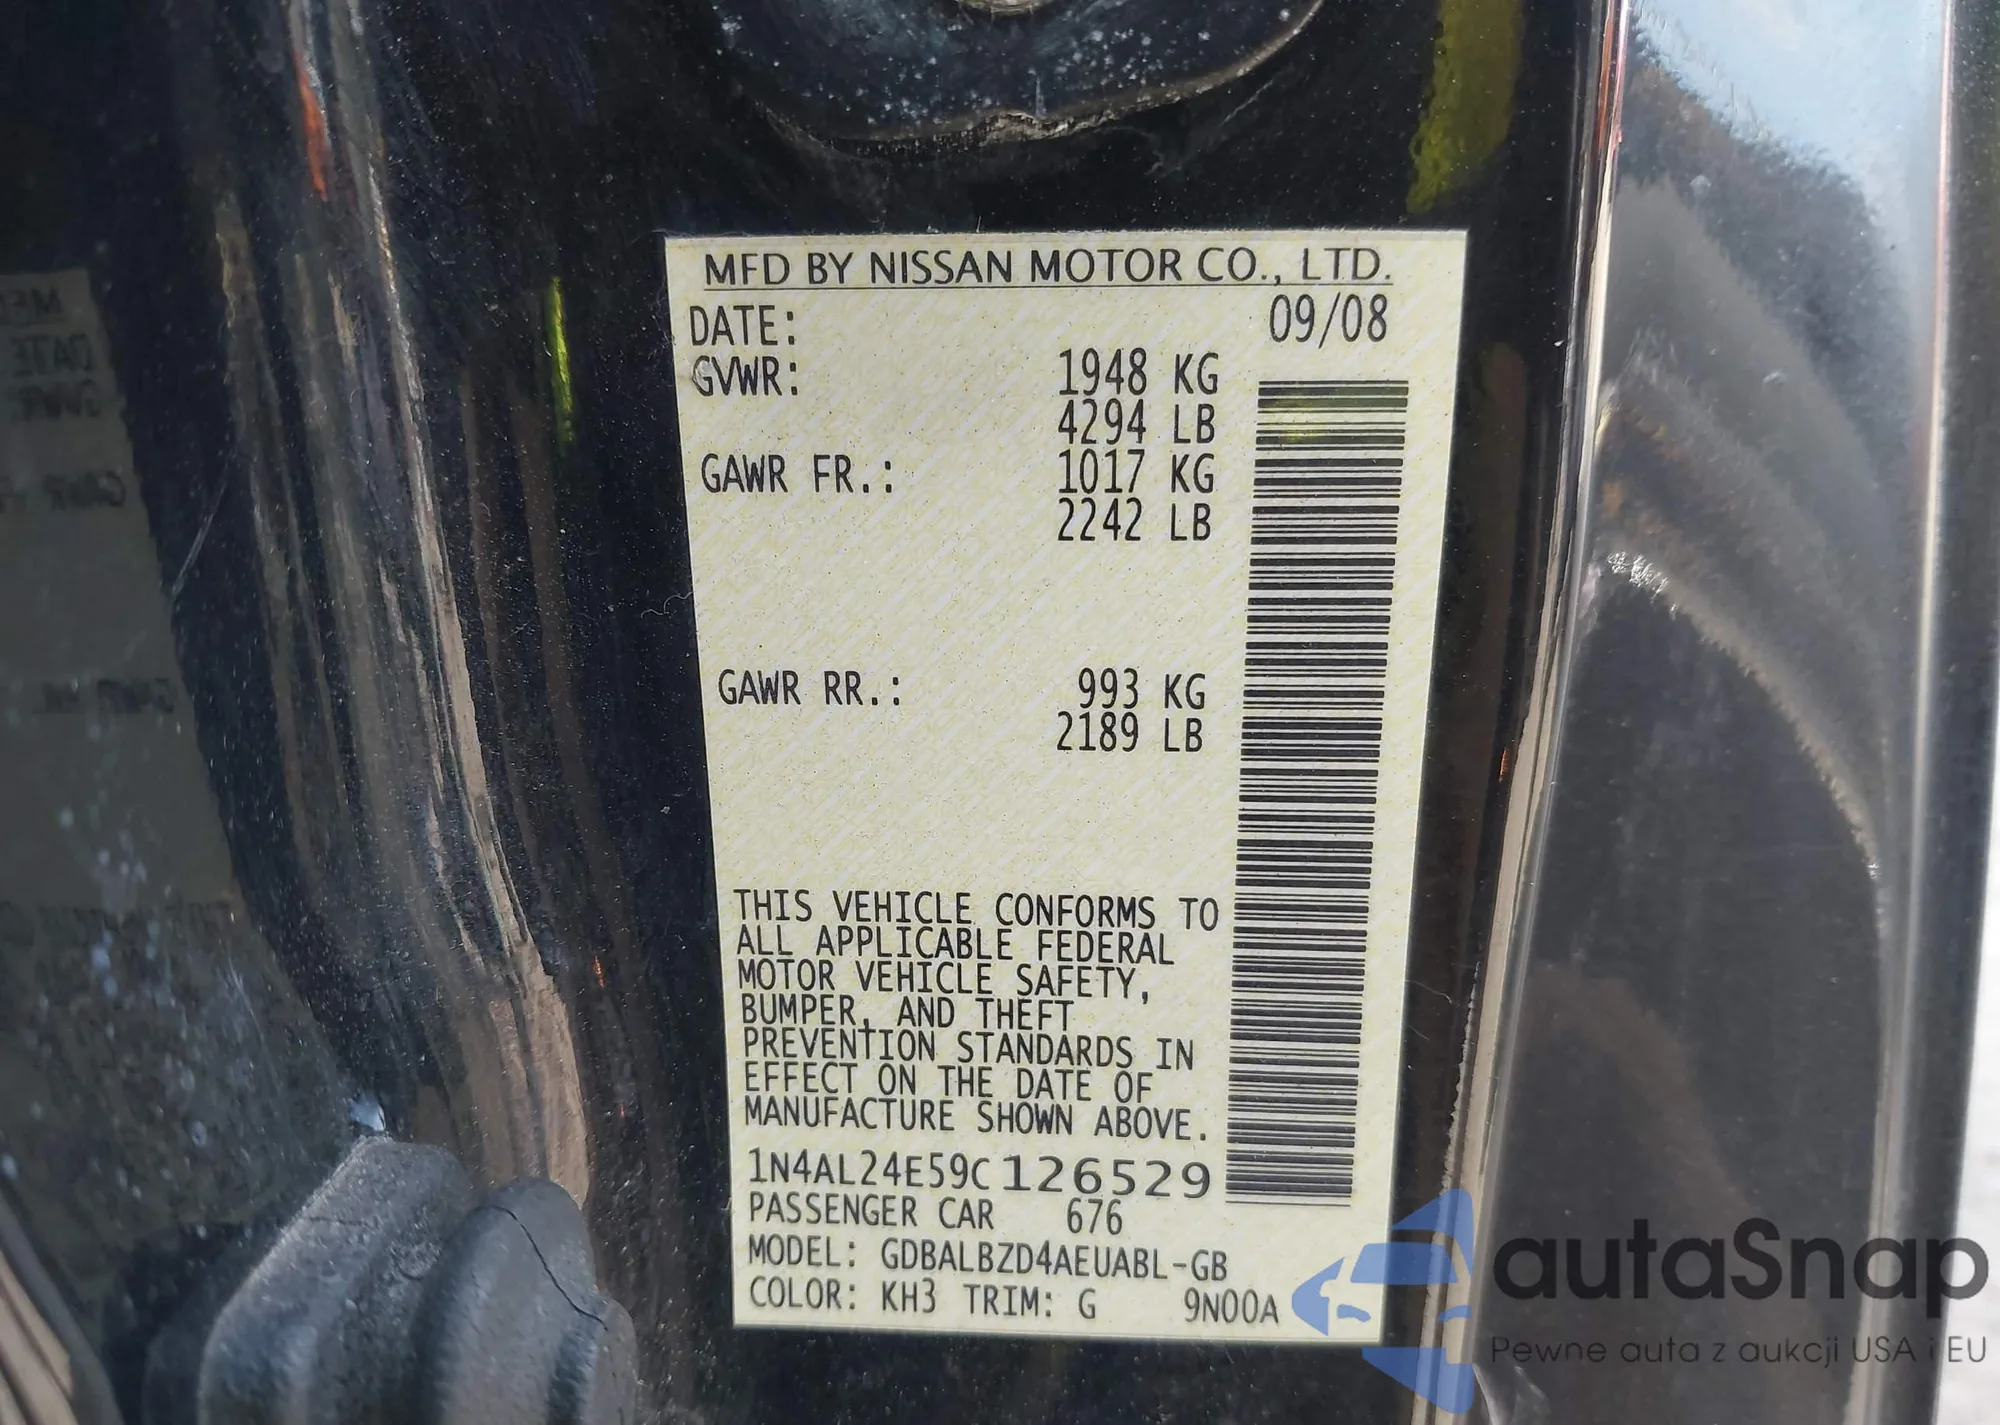 MFD BY NISSAN MOTOR CO., LTD.
DATE: 09/08
GVWR: 1948 KG
4294 LB
GAWR FR.: 1017 KG
2242 LB
GAWR RR.: 993 KG
2189 LB
THIS VEHICLE CONFORMS TO
ALL APPLICABLE FEDERAL
MOTOR VEHICLE SAFETY,
BUMPER, AND THEFT
PREVENTION STANDARDS IN
EFFECT ON THE DATE OF
MANUFACTURE SHOWN ABOVE.
1N4AL24E59C126529
PASSENGER CAR 676
MODEL: GDBALBZD4AEUABL-GB
COLOR: KH3 TRIM: G 9N00A
autoSnap
Pewne auta z aukcji USA i EU